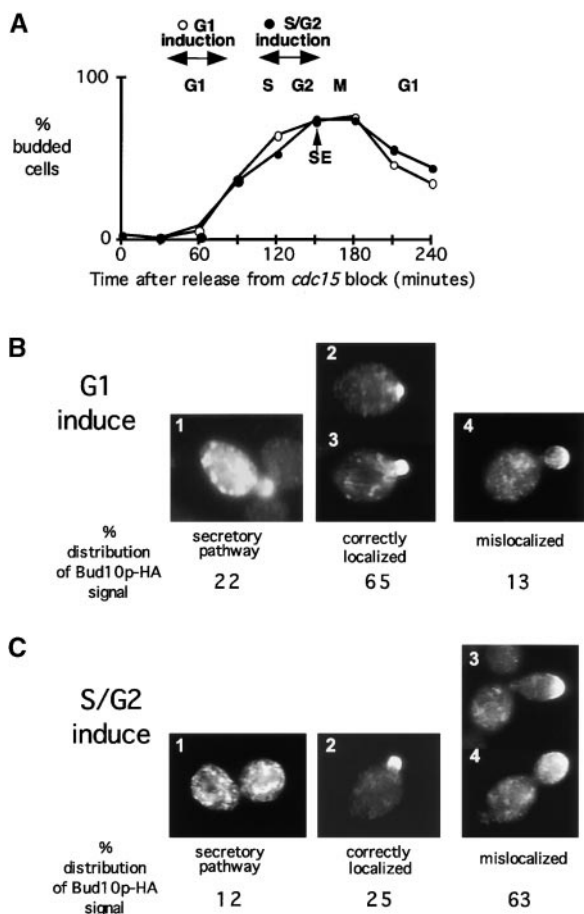 A
G1 induction
S/G2 induction
G1 S G2 M G1
100
% budded cells
SE
0
0 60 120 180 240
Time after release from cdc15 block (minutes)
B
G1 induce
1
2
3
4
% distribution of Bud10p-HA signal
secretory pathway
22
correctly localized
65
mislocalized
13
C
S/G2 induce
1
2
3
4
% distribution of Bud10p-HA signal
secretory pathway
12
correctly localized
25
mislocalized
63